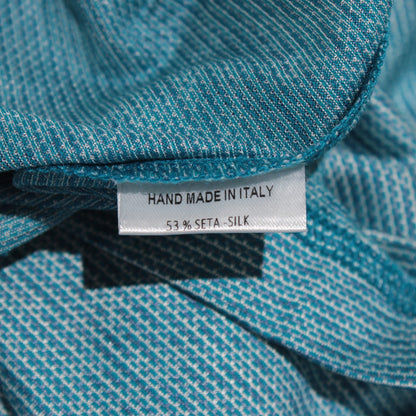 HAND MADE IN ITALY
53 % SETA - SILK